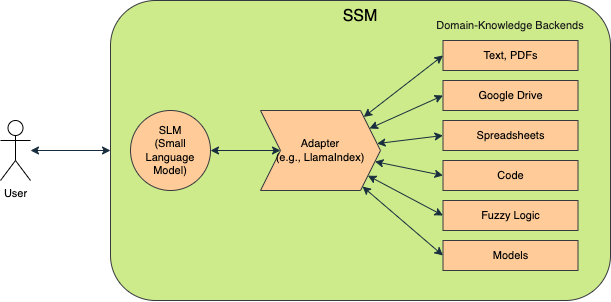 SSM
Domain-Knowledge Backends
Text, PDFs
Google Drive
SLM
(Small
Language
Model)
Adapter
(e.g., LlamaIndex)
Spreadsheets
Code
User
Fuzzy Logic
Models